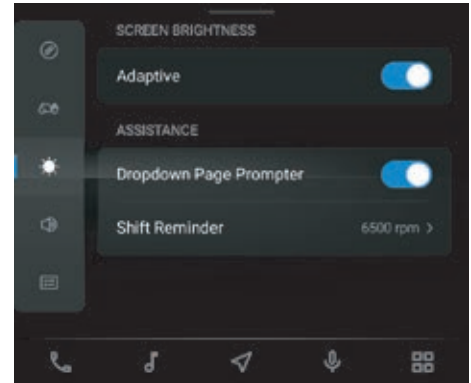 SCREEN BRIGHTNESS
Adaptive
ASSISTANCE
Dropdown Page Prompter
Shift Reminder 6500 rpm >